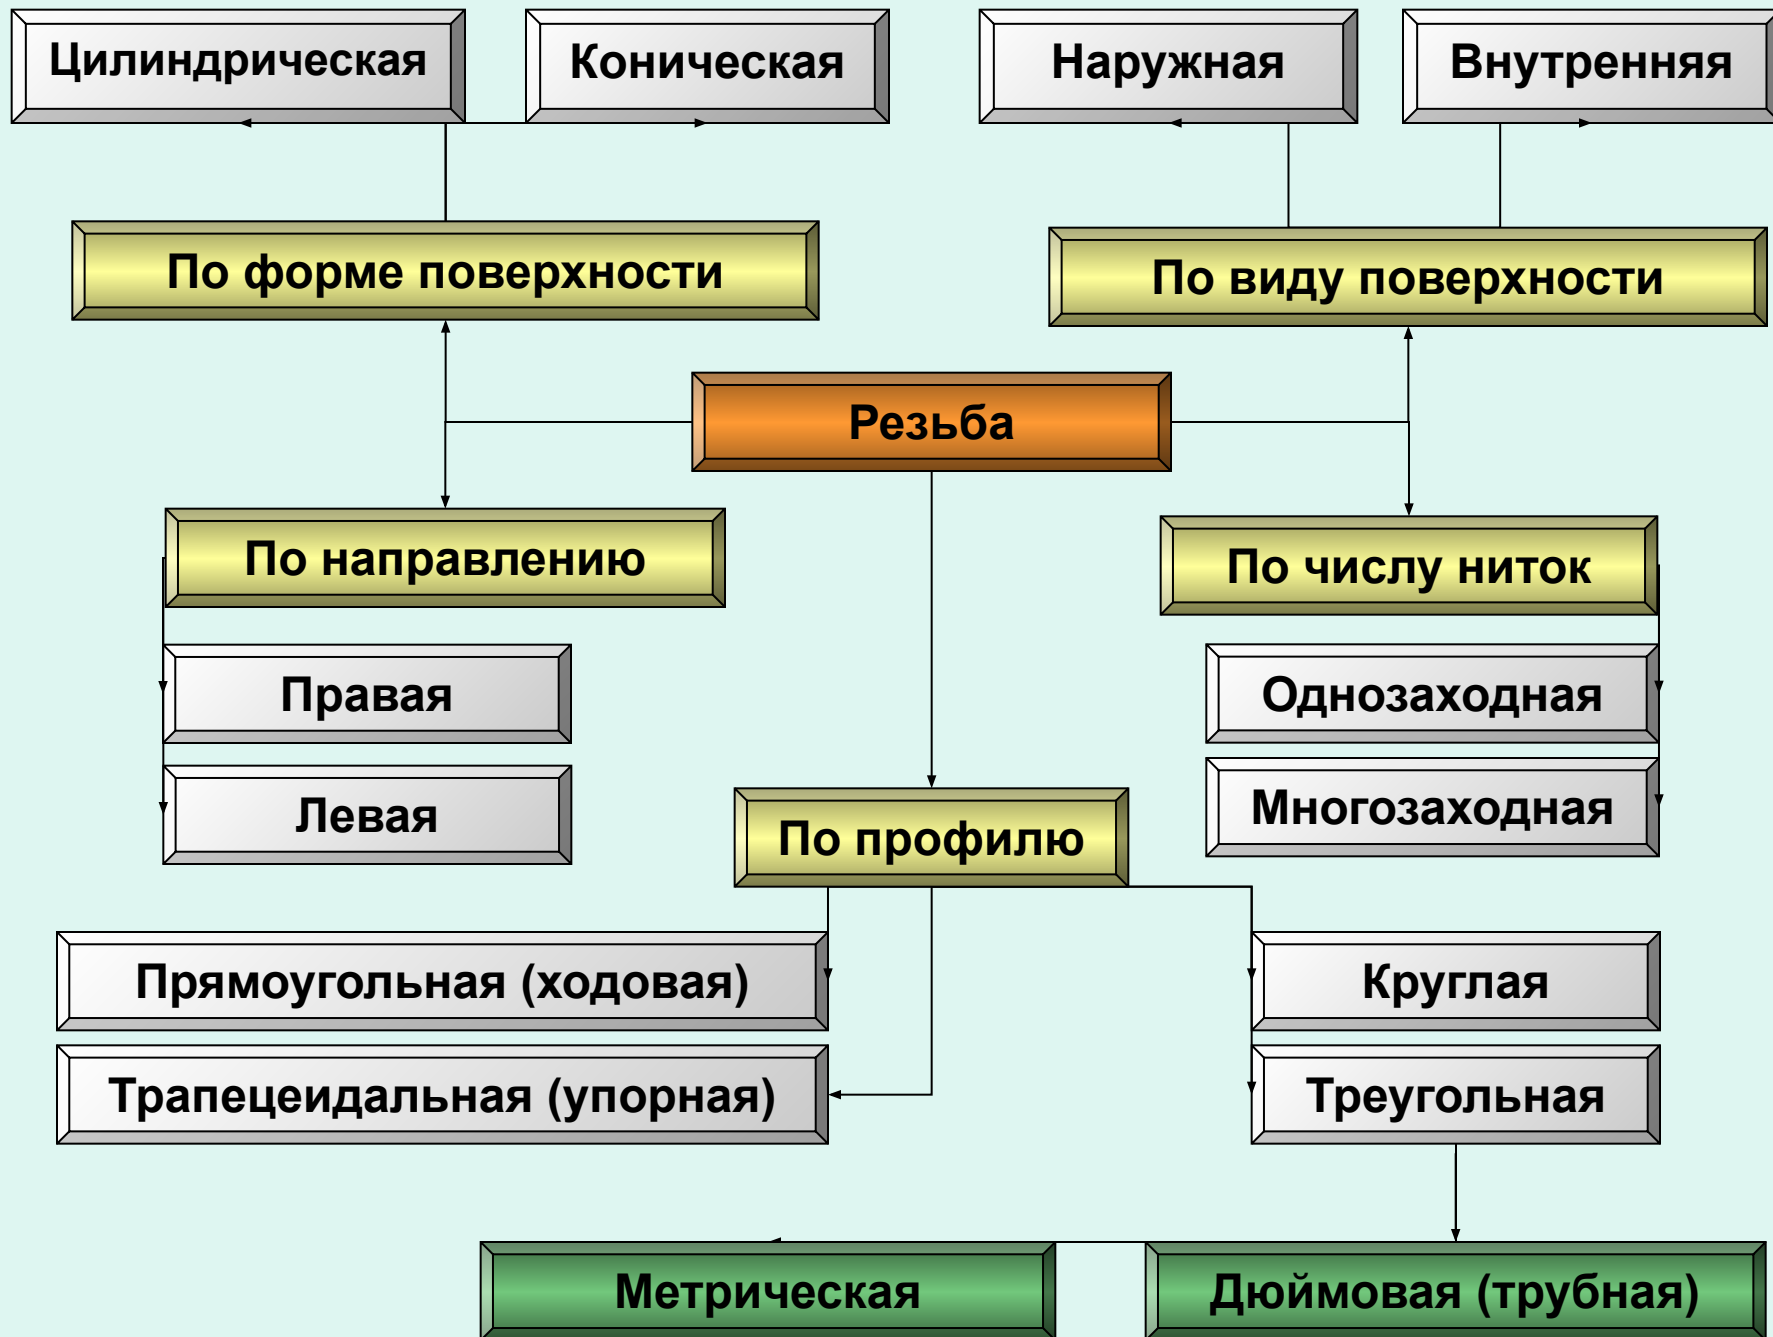 Цилиндрическая
Коническая
Наружная
Внутренняя
По форме поверхности
По виду поверхности
Резьба
По направлению
По числу ниток
Правая
Однозаходная
Левая
Многозаходная
По профилю
Прямоугольная (ходовая)
Круглая
Трапецеидальная (упорная)
Треугольная
Метрическая
Дюймовая (трубная)